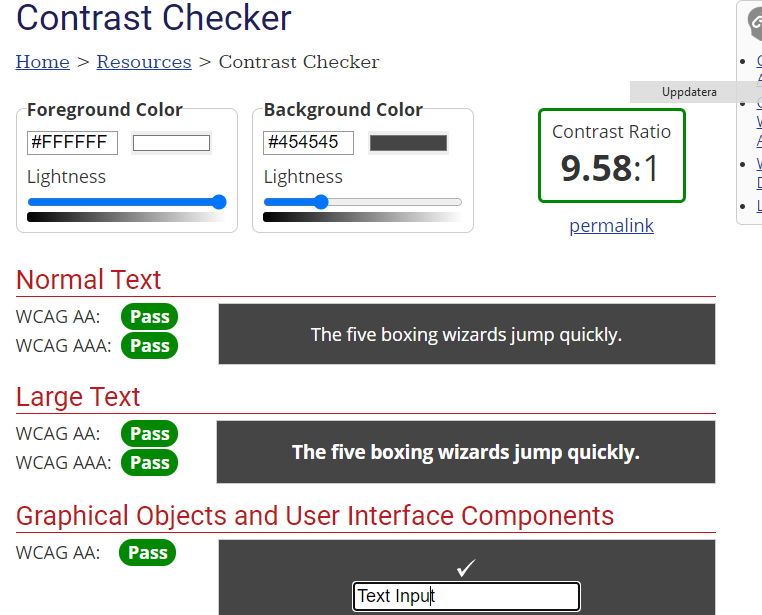 Contrast Checker
Home > Resources > Contrast Checker
Uppdatera
Foreground Color
#FFFFFF
Lightness
Background Color
#454545
Lightness
Contrast Ratio
9.58:1
permalink
Normal Text
WCAG AA: Pass
WCAG AAA: Pass
The five boxing wizards jump quickly.
Large Text
WCAG AA: Pass
WCAG AAA: Pass
The five boxing wizards jump quickly.
Graphical Objects and User Interface Components
WCAG AA: Pass
Text Input